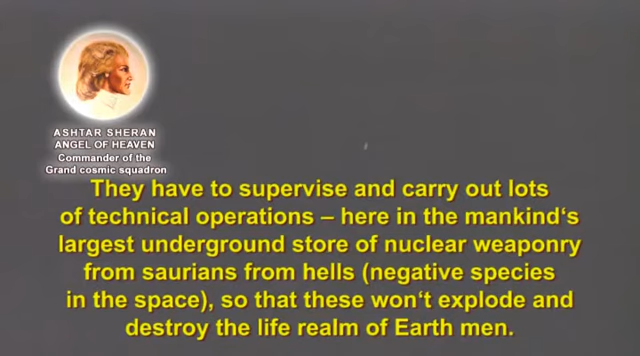 ASHTAR SHERAN
ANGEL OF HEAVEN
Commander of the
Grand cosmic squadron
They have to supervise and carry out lots
of technical operations – here in the mankind‘s
largest underground store of nuclear weaponry
from saurians from hells (negative species
in the space), so that these won‘t explode and
destroy the life realm of Earth men.